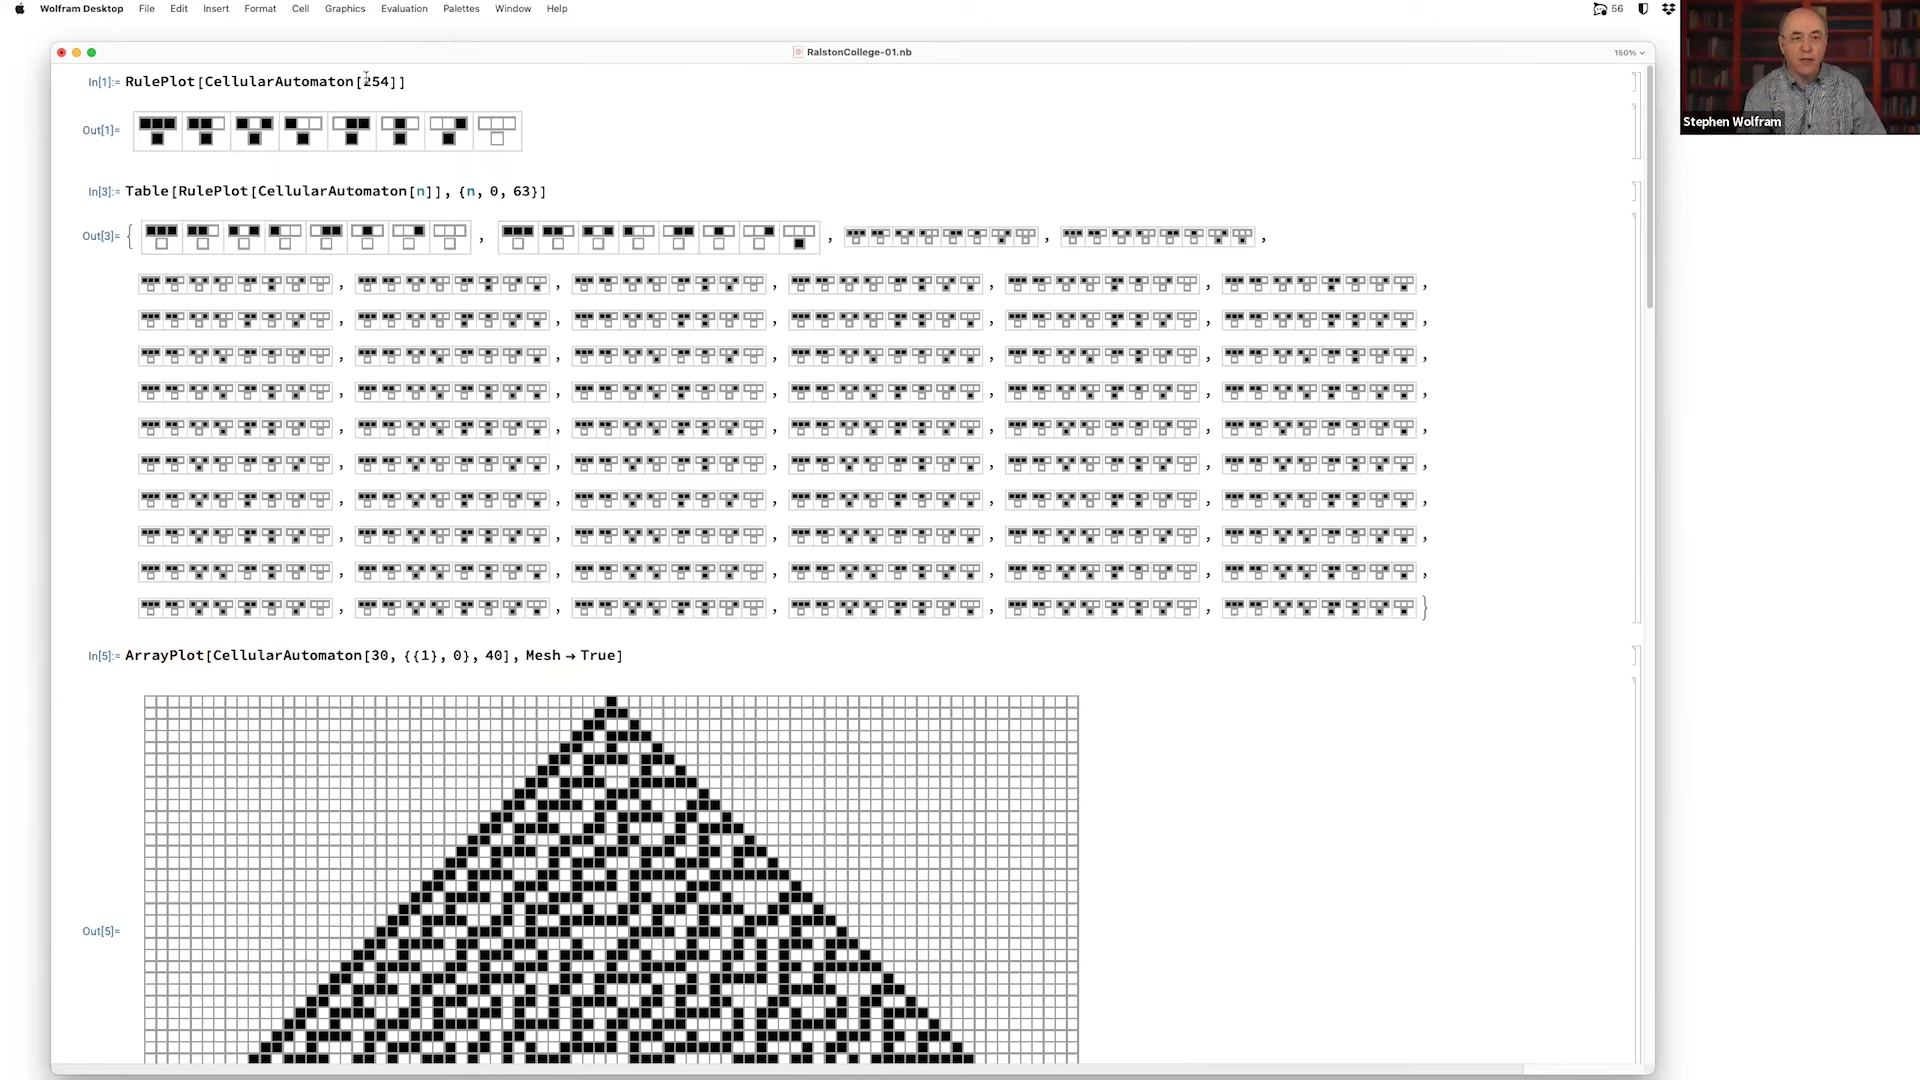 Wolfram Desktop File Edit Insert Format Cell Graphics Evaluation Palettes Window Help 56
RalstonCollege-01.nb 150%
Stephen Wolfram
In[1]:= RulePlot[CellularAutomaton[254]]
Out[1]=
In[3]:= Table[RulePlot[CellularAutomaton[n]], {n, 0, 63}]
Out[3]= { , , , ,
, , , , , ,
, , , , , ,
, , , , , ,
, , , , , ,
, , , , , ,
, , , , , ,
, , , , , ,
, , , , , ,
, , , , , ,
, , , , , }
In[5]:= ArrayPlot[CellularAutomaton[30, {{1}, 0}, 40], Mesh → True]
Out[5]=